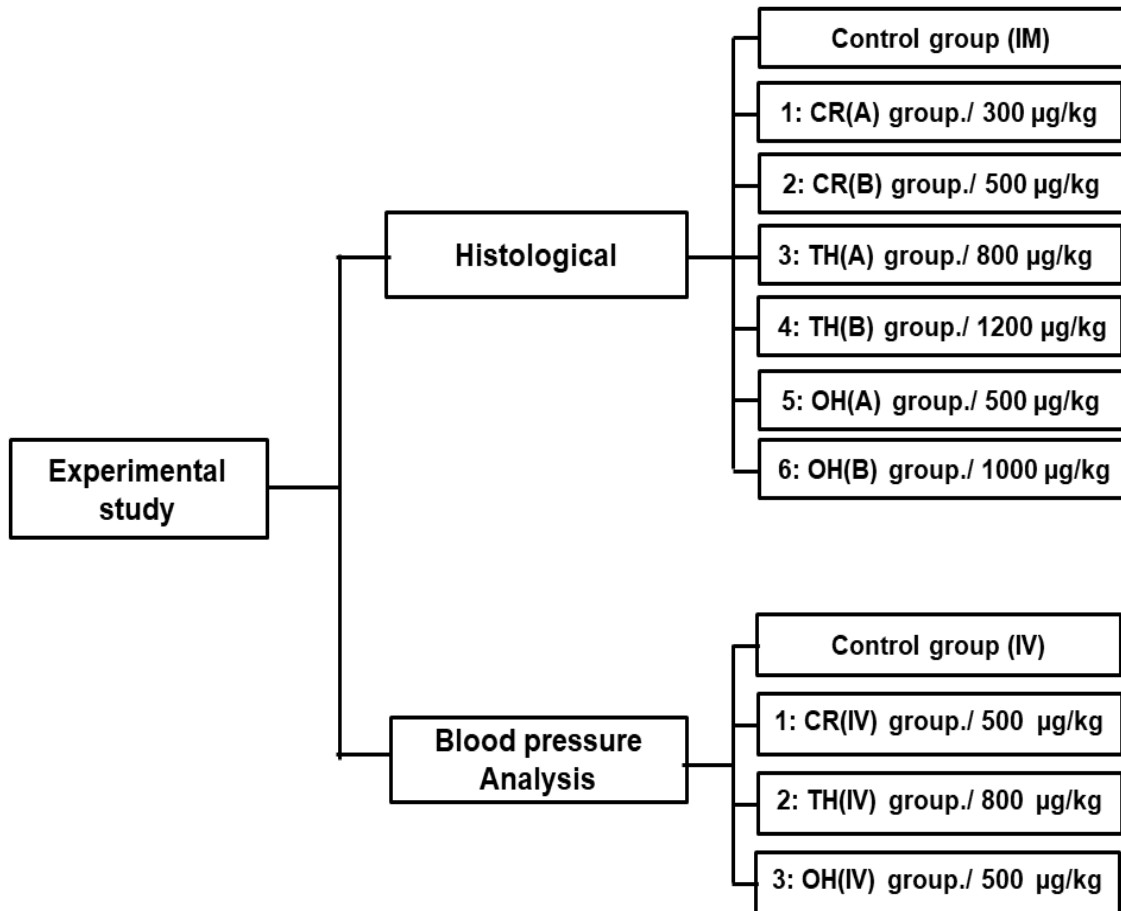 Experimental
study
Histological
Control group (IM)
1: CR(A) group./ 300 µg/kg
2: CR(B) group./ 500 µg/kg
3: TH(A) group./ 800 µg/kg
4: TH(B) group./ 1200 µg/kg
5: OH(A) group./ 500 µg/kg
6: OH(B) group./ 1000 µg/kg
Blood pressure
Analysis
Control group (IV)
1: CR(IV) group./ 500 µg/kg
2: TH(IV) group./ 800 µg/kg
3: OH(IV) group./ 500 µg/kg